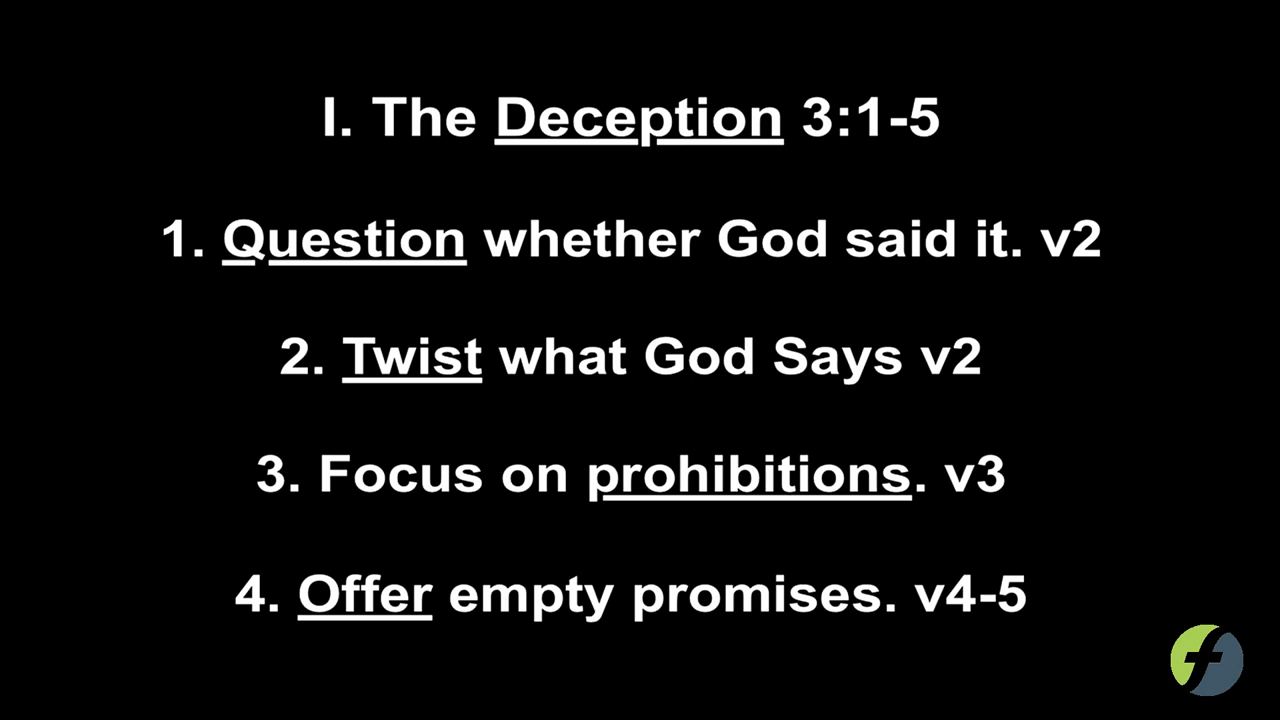 I. The Deception 3:1-5
1. Question whether God said it. v2
2. Twist what God Says v2
3. Focus on prohibitions. v3
4. Offer empty promises. v4-5